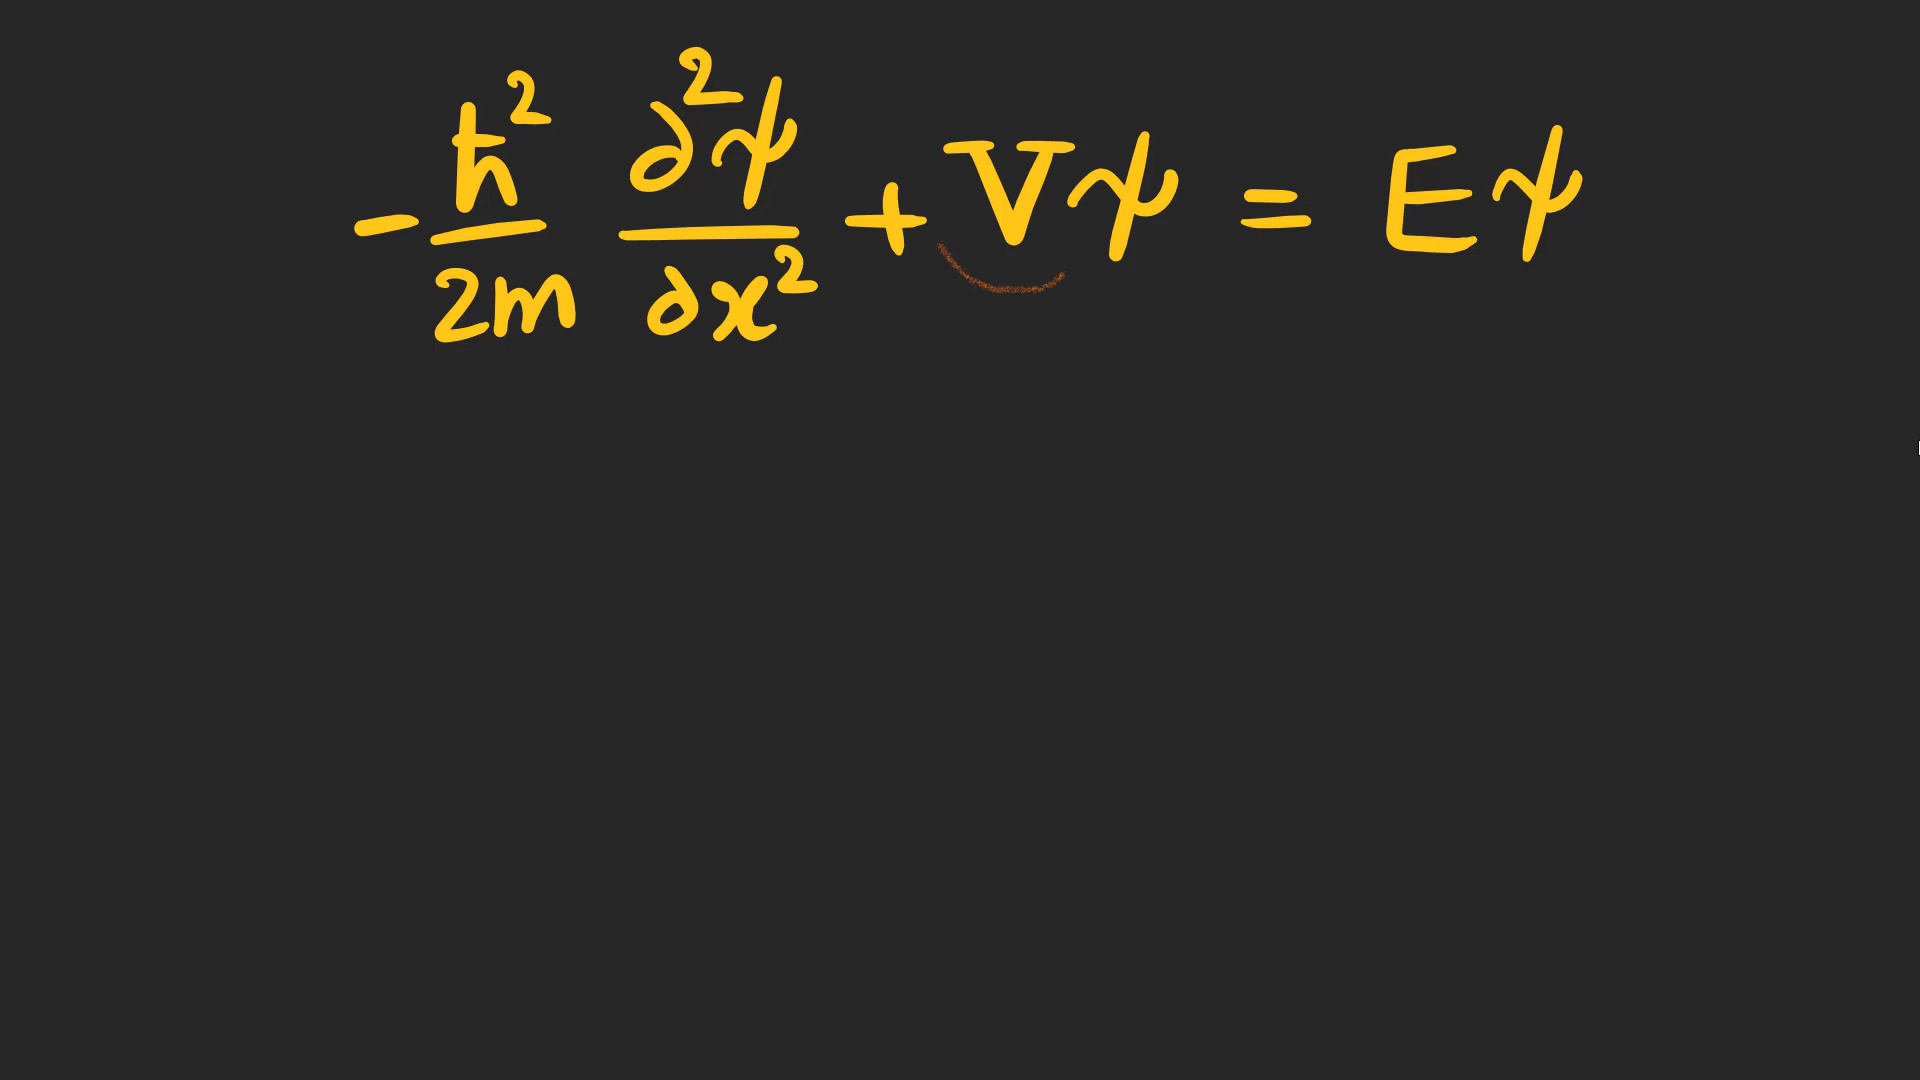 -ħ²/2m ∂²ψ/∂x² + Vψ = Eψ